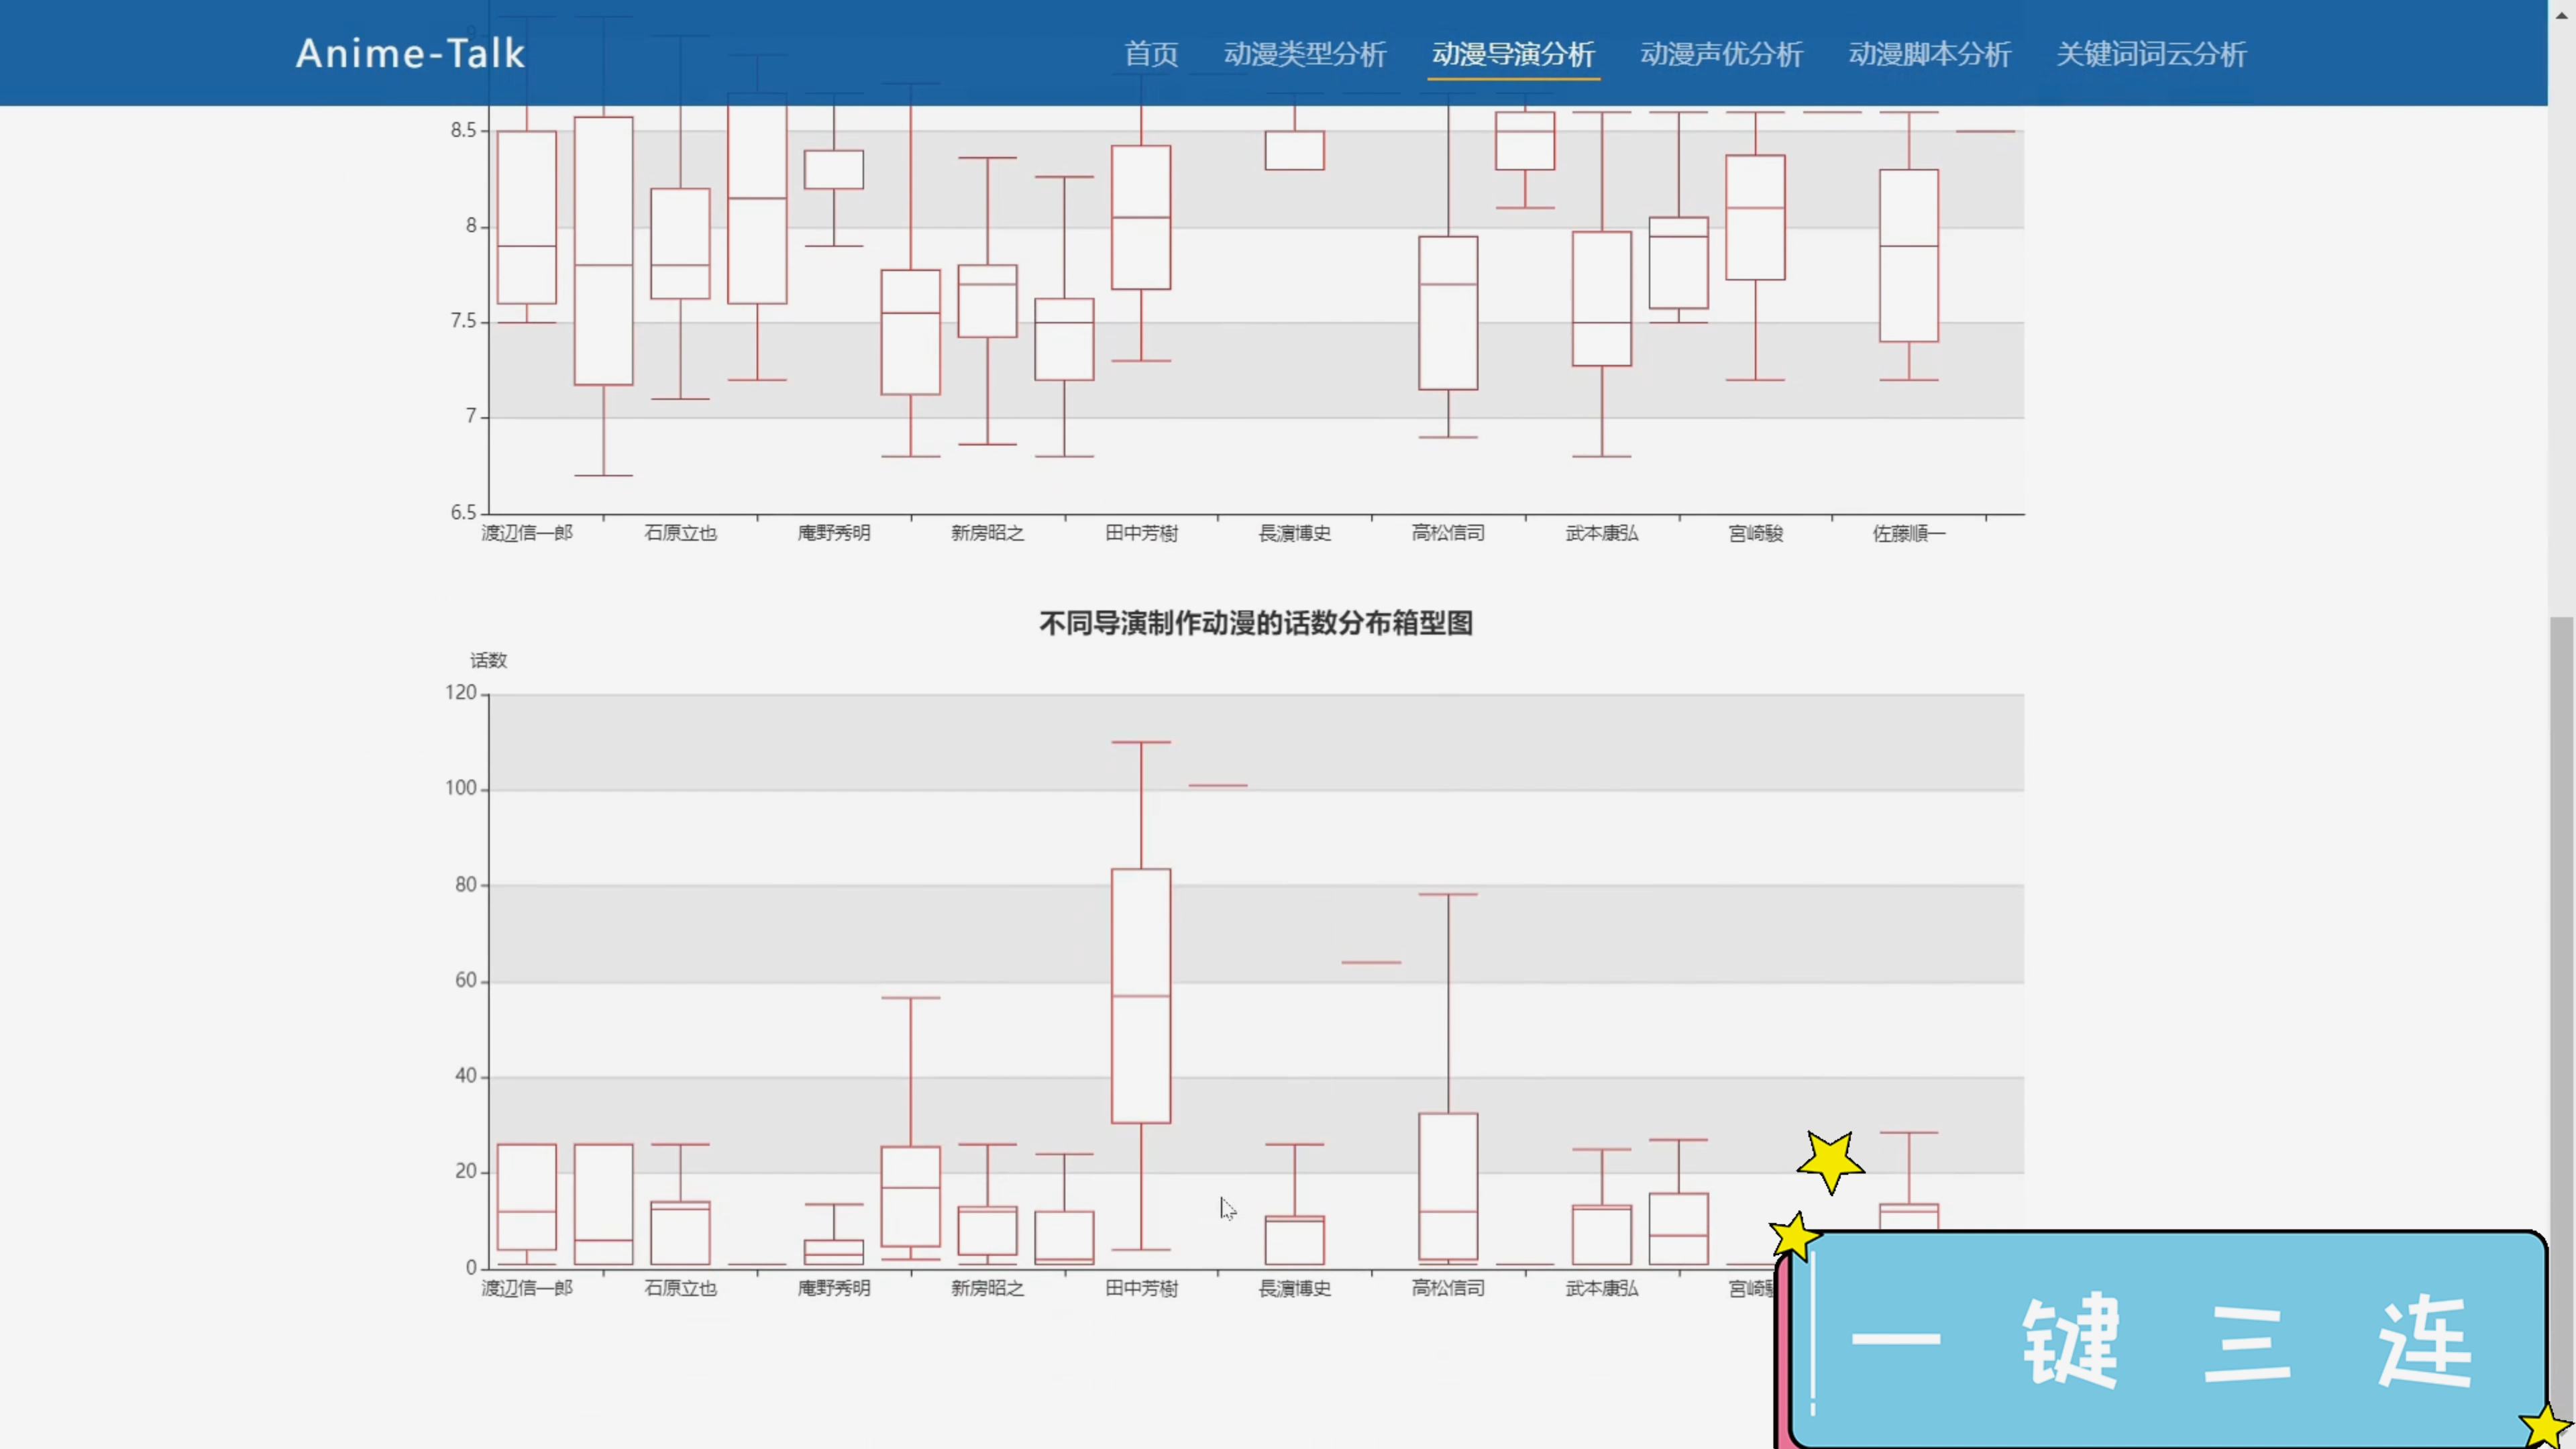 Anime-Talk
首页 动漫类型分析 动漫导演分析 动漫声优分析 动漫脚本分析 关键词词云分析
9
8.5
8
7.5
7
6.5
渡辺信一郎 石原立也 庵野秀明 新房昭之 田中芳樹 長濵博史 高松信司 武本康弘 宮崎駿 佐藤順一
不同导演制作动漫的话数分布箱型图
话数
120
100
80
60
40
20
0
渡辺信一郎 石原立也 庵野秀明 新房昭之 田中芳樹 長濵博史 高松信司 武本康弘 宮崎
一键三连